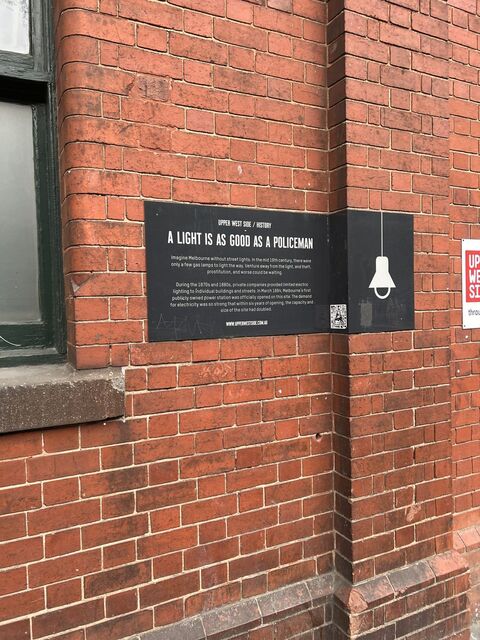 UPPER WEST SIDE / HISTORY
A LIGHT IS AS GOOD AS A POLICEMAN
Imagine Melbourne without street lights. In the mid 19th century, there were
only a few gas lamps to light the way. Venture away from the light, and theft,
prostitution, and worse could be waiting.
During the 1870s and 1880s, private companies provided limited electric
lighting to individual buildings and streets. In March 1894, Melbourne's first
publicly owned power station was officially opened on this site. The demand
for electricity was so strong that within six years of opening, the capacity and
size of the site had doubled.
WWW.UPPERWESTSIDE.COM.AU
UP
WE
SI
throu